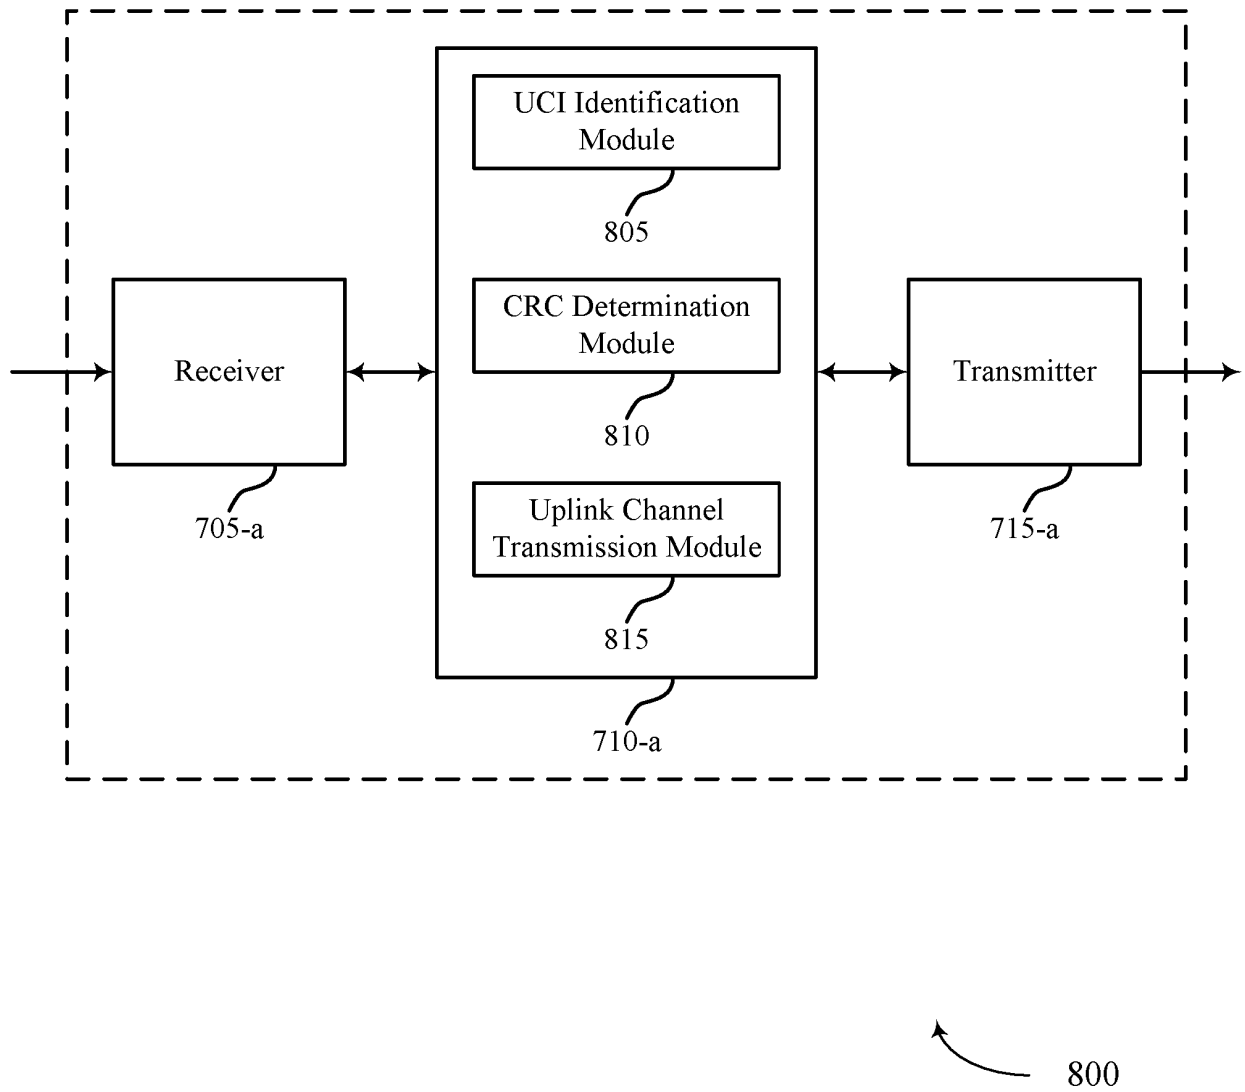 UCI Identification
Module
805
CRC Determination
Module
810
Uplink Channel
Transmission Module
815
710-a
Receiver
705-a
Transmitter
715-a
800